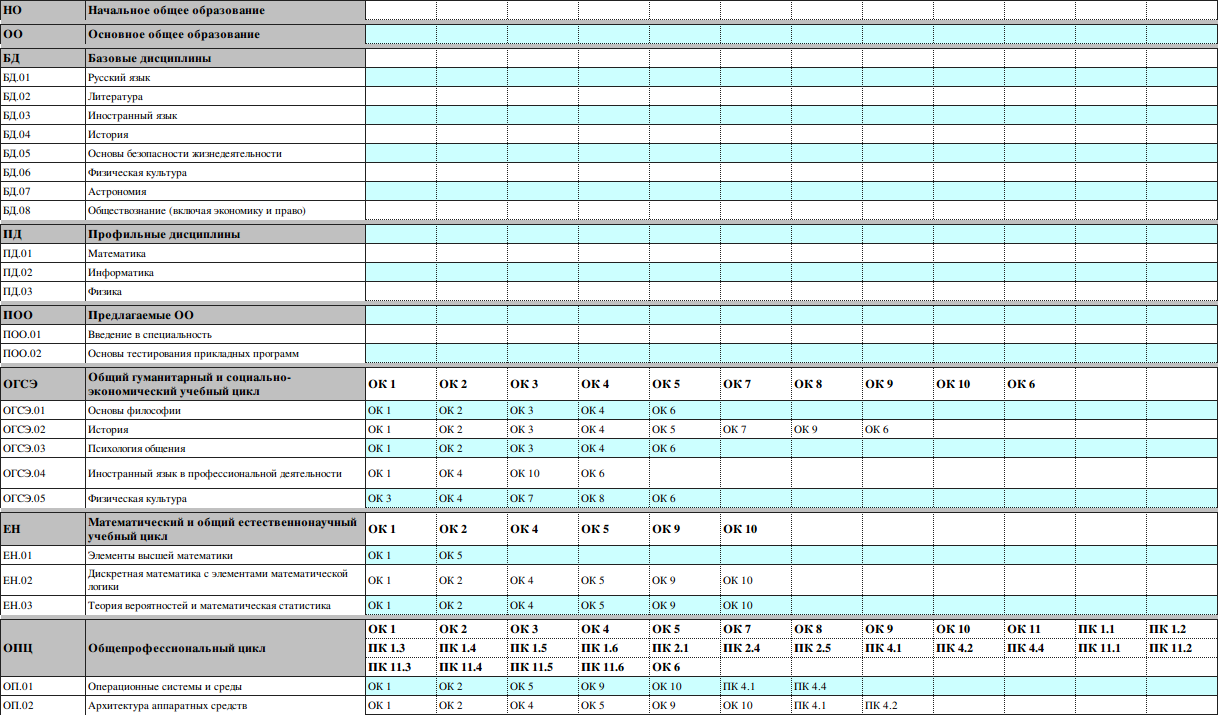 НО Начальное общее образование
ОО Основное общее образование
БД Базовые дисциплины
БД.01 Русский язык
БД.02 Литература
БД.03 Иностранный язык
БД.04 История
БД.05 Основы безопасности жизнедеятельности
БД.06 Физическая культура
БД.07 Астрономия
БД.08 Обществознание (включая экономику и право)
ПД Профильные дисциплины
ПД.01 Математика
ПД.02 Информатика
ПД.03 Физика
ПОО Предлагаемые ОО
ПОО.01 Введение в специальность
ПОО.02 Основы тестирования прикладных программ
ОГСЭ Общий гуманитарный и социально-
экономический учебный цикл ОК 1 ОК 2 ОК 3 ОК 4 ОК 5 ОК 7 ОК 8 ОК 9 ОК 10 ОК 6
ОГСЭ.01 Основы философии ОК 1 ОК 2 ОК 3 ОК 4 ОК 6
ОГСЭ.02 История ОК 1 ОК 2 ОК 3 ОК 4 ОК 5 ОК 7 ОК 9 ОК 6
ОГСЭ.03 Психология общения ОК 1 ОК 2 ОК 3 ОК 4 ОК 6
ОГСЭ.04 Иностранный язык в профессиональной деятельности ОК 1 ОК 4 ОК 10 ОК 6
ОГСЭ.05 Физическая культура ОК 3 ОК 4 ОК 7 ОК 8 ОК 6
ЕН Математический и общий естественнонаучный
учебный цикл ОК 1 ОК 2 ОК 4 ОК 5 ОК 9 ОК 10
ЕН.01 Элементы высшей математики ОК 1 ОК 5
ЕН.02 Дискретная математика с элементами математической
логики ОК 1 ОК 2 ОК 4 ОК 5 ОК 9 ОК 10
ЕН.03 Теория вероятностей и математическая статистика ОК 1 ОК 2 ОК 4 ОК 5 ОК 9 ОК 10
ОПЦ Общепрофессиональный цикл ОК 1 ОК 2 ОК 3 ОК 4 ОК 5 ОК 7 ОК 8 ОК 9 ОК 10 ОК 11 ПК 1.1 ПК 1.2
ПК 1.3 ПК 1.4 ПК 1.5 ПК 1.6 ПК 2.1 ПК 2.4 ПК 2.5 ПК 4.1 ПК 4.2 ПК 4.4 ПК 11.1 ПК 11.2
ПК 11.3 ПК 11.4 ПК 11.5 ПК 11.6 ОК 6
ОП.01 Операционные системы и среды ОК 1 ОК 2 ОК 5 ОК 9 ОК 10 ПК 4.1 ПК 4.4
ОП.02 Архитектура аппаратных средств ОК 1 ОК 2 ОК 4 ОК 5 ОК 9 ОК 10 ПК 4.1 ПК 4.2